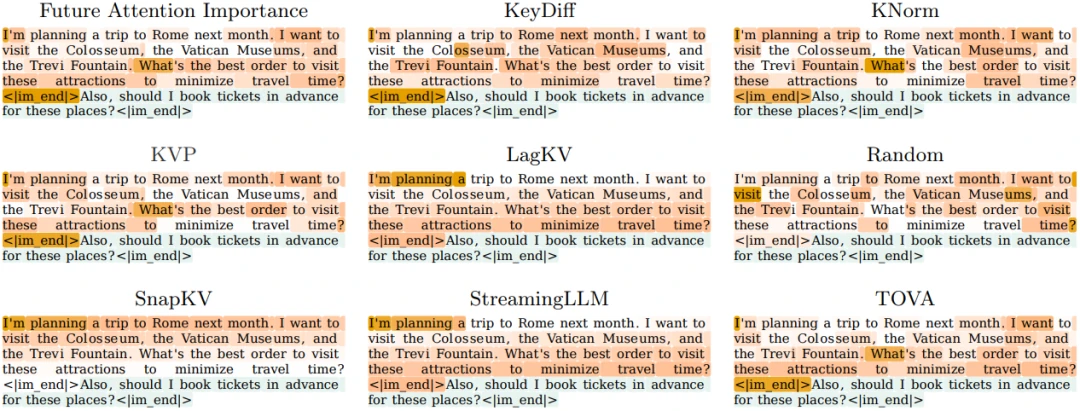 Future Attention Importance
I'm planning a trip to Rome next month. I want to
visit the Colosseum, the Vatican Museums, and
the Trevi Fountain. What's the best order to visit
these attractions to minimize travel time?
<|im_end|>Also, should I book tickets in advance
for these places?<|im_end|>
KeyDiff
I'm planning a trip to Rome next month. I want to
visit the Colosseum, the Vatican Museums, and
the Trevi Fountain. What's the best order to visit
these attractions to minimize travel time?
<|im_end|>Also, should I book tickets in advance
for these places?<|im_end|>
KNorm
I'm planning a trip to Rome next month. I want to
visit the Colosseum, the Vatican Museums, and
the Trevi Fountain. What's the best order to visit
these attractions to minimize travel time?
<|im_end|>Also, should I book tickets in advance
for these places?<|im_end|>
KVP
I'm planning a trip to Rome next month. I want to
visit the Colosseum, the Vatican Museums, and
the Trevi Fountain. What's the best order to visit
these attractions to minimize travel time?
<|im_end|>Also, should I book tickets in advance
for these places?<|im_end|>
LagKV
I'm planning a trip to Rome next month. I want to
visit the Colosseum, the Vatican Museums, and
the Trevi Fountain. What's the best order to visit
these attractions to minimize travel time?
<|im_end|>Also, should I book tickets in advance
for these places?<|im_end|>
Random
I'm planning a trip to Rome next month. I want to
visit the Colosseum, the Vatican Museums, and
the Trevi Fountain. What's the best order to visit
these attractions to minimize travel time?
<|im_end|>Also, should I book tickets in advance
for these places?<|im_end|>
SnapKV
I'm planning a trip to Rome next month. I want to
visit the Colosseum, the Vatican Museums, and
the Trevi Fountain. What's the best order to visit
these attractions to minimize travel time?
<|im_end|>Also, should I book tickets in advance
for these places?<|im_end|>
StreamingLLM
I'm planning a trip to Rome next month. I want to
visit the Colosseum, the Vatican Museums, and
the Trevi Fountain. What's the best order to visit
these attractions to minimize travel time?
<|im_end|>Also, should I book tickets in advance
for these places?<|im_end|>
TOVA
I'm planning a trip to Rome next month. I want to
visit the Colosseum, the Vatican Museums, and
the Trevi Fountain. What's the best order to visit
these attractions to minimize travel time?
<|im_end|>Also, should I book tickets in advance
for these places?<|im_end|>